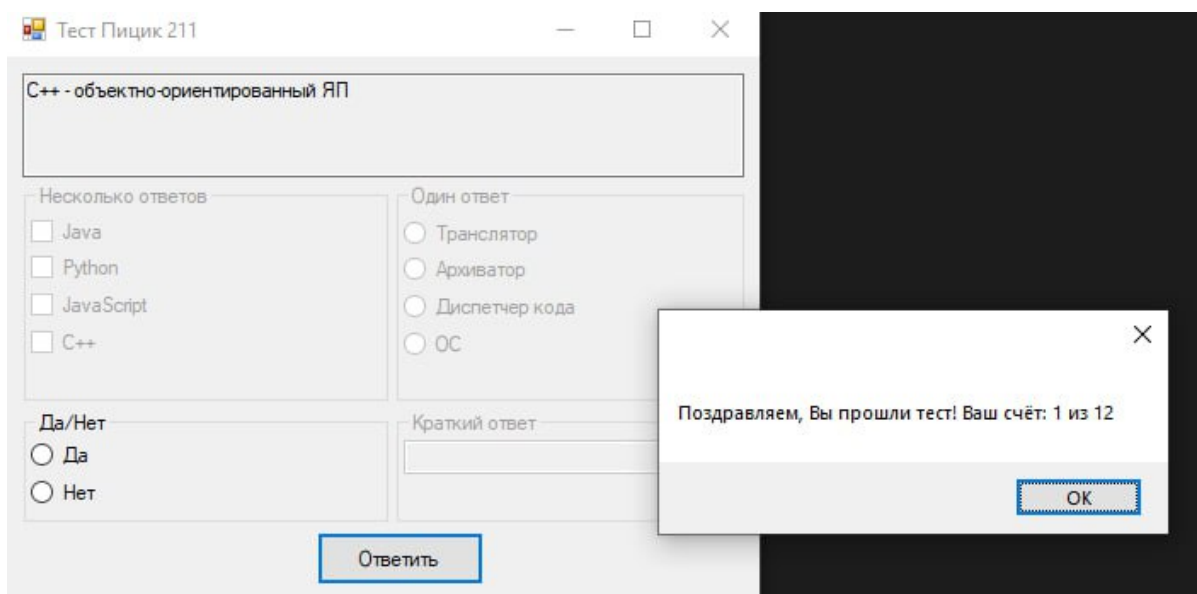 Тест Пицик 211
C++ - объектно-ориентированный ЯП
Несколько ответов
Java
Python
JavaScript
C++
Один ответ
Транслятор
Архиватор
Диспетчер кода
ОС
Да/Нет
Да
Нет
Краткий ответ
Ответить
Поздравляем, Вы прошли тест! Ваш счёт: 1 из 12
ОК